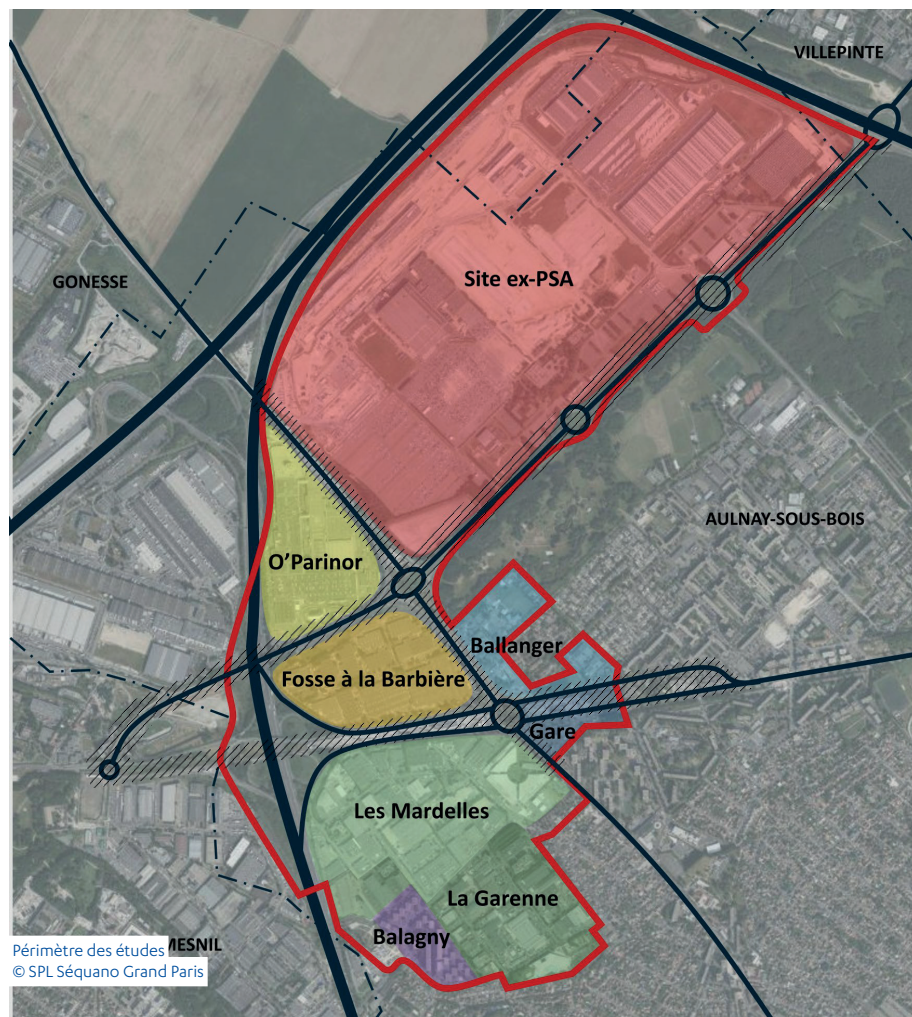 VILLEPINTE
GONESSE
Site ex-PSA
AULNAY-SOUS-BOIS
O'Parinor
Ballanger
Fosse à la Barbière
Gare
Les Mardelles
La Garenne
Balagny
MESNIL
Périmètre des études
© SPL Séquano Grand Paris